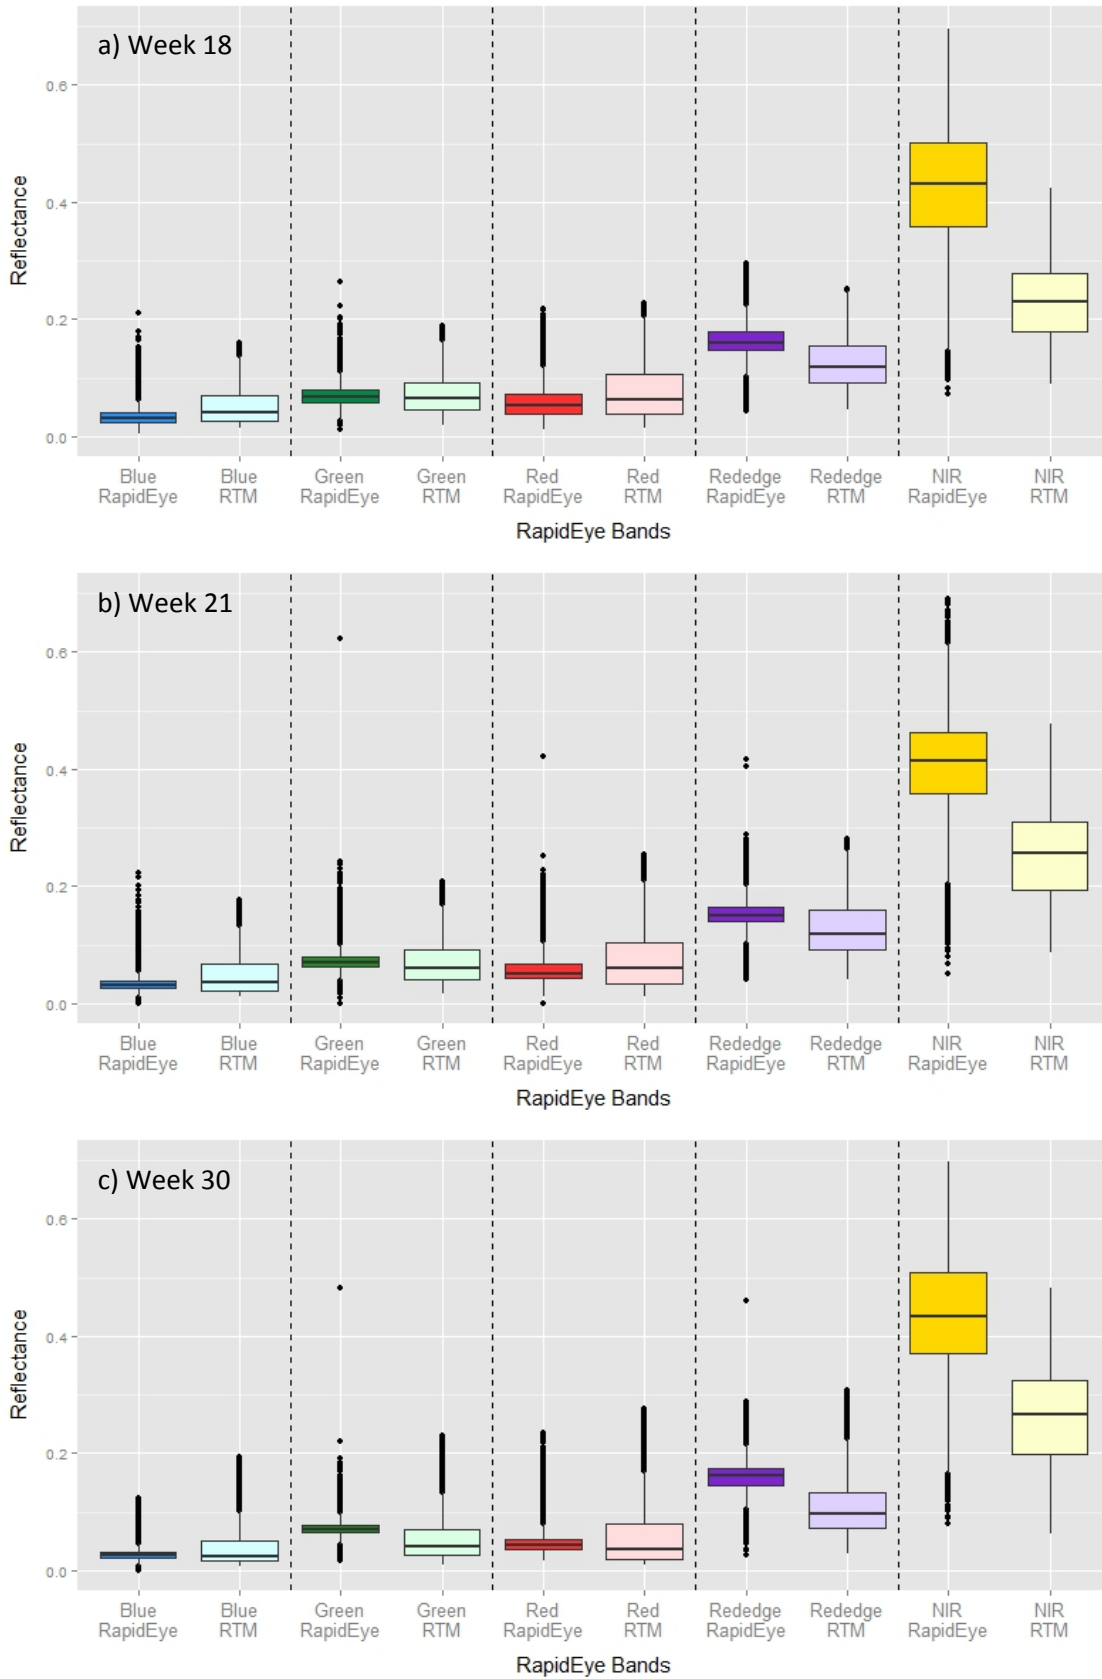 a) Week 18
0.6
0.4
0.2
0.0
Reflectance
Blue Blue Green Green Red Red Rededge Rededge NIR NIR
RapidEye RTM RapidEye RTM RapidEye RTM RapidEye RTM RapidEye RTM
RapidEye Bands
b) Week 21
0.6
0.4
0.2
0.0
Reflectance
Blue Blue Green Green Red Red Rededge Rededge NIR NIR
RapidEye RTM RapidEye RTM RapidEye RTM RapidEye RTM RapidEye RTM
RapidEye Bands
c) Week 30
0.6
0.4
0.2
0.0
Reflectance
Blue Blue Green Green Red Red Rededge Rededge NIR NIR
RapidEye RTM RapidEye RTM RapidEye RTM RapidEye RTM RapidEye RTM
RapidEye Bands